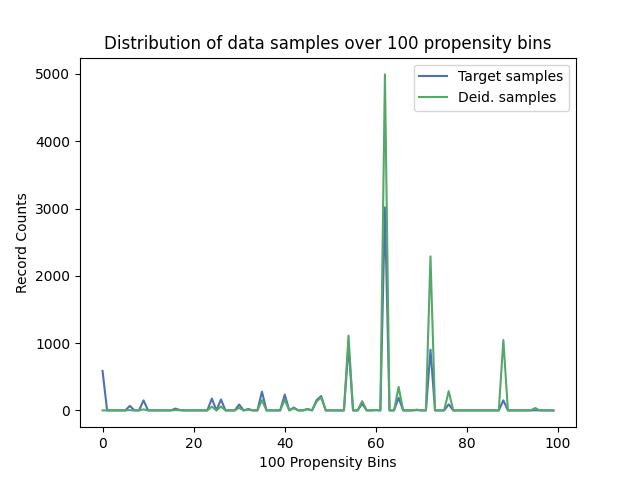 Distribution of data samples over 100 propensity bins
Target samples
Deid. samples
Record Counts
5000
4000
3000
2000
1000
0
0 20 40 60 80 100
100 Propensity Bins